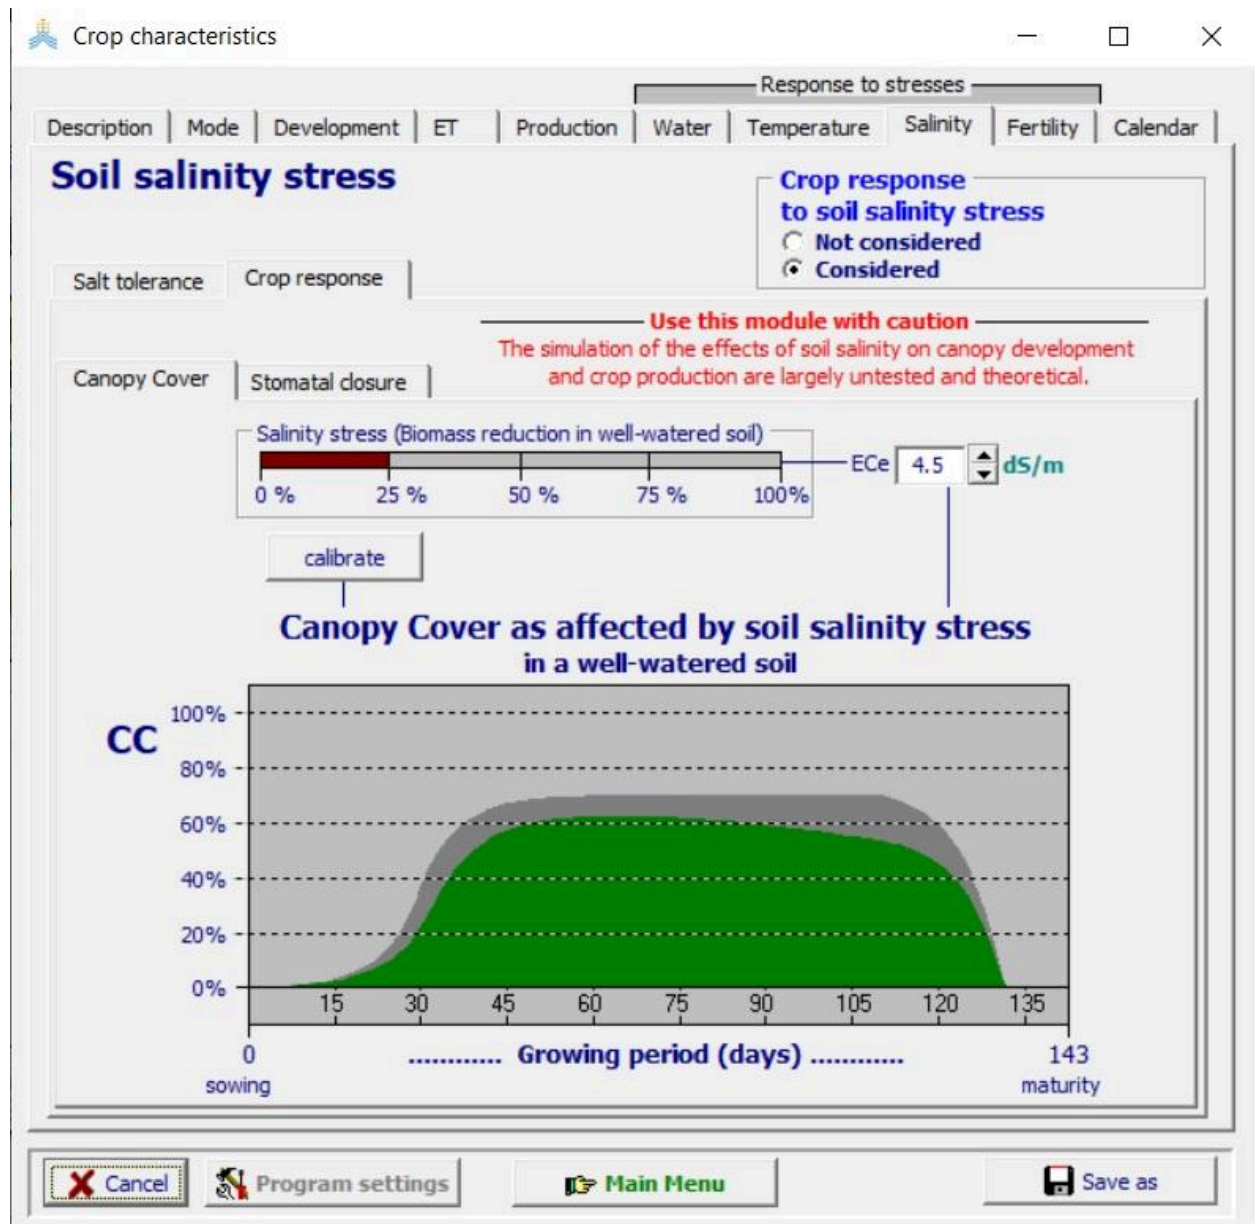 Crop characteristics
Response to stresses
Description Mode Development ET Production Water Temperature Salinity Fertility Calendar
Soil salinity stress
Crop response
to soil salinity stress
Not considered
Considered
Salt tolerance Crop response
Use this module with caution
The simulation of the effects of soil salinity on canopy development
and crop production are largely untested and theoretical.
Canopy Cover Stomatal closure
Salinity stress (Biomass reduction in well-watered soil)
ECe 4.5 dS/m
0 % 25 % 50 % 75 % 100%
calibrate
Canopy Cover as affected by soil salinity stress
in a well-watered soil
CC
100%
80%
60%
40%
20%
0%
15 30 45 60 75 90 105 120 135
0 ............ Growing period (days) ............ 143
sowing maturity
Cancel Program settings Main Menu Save as